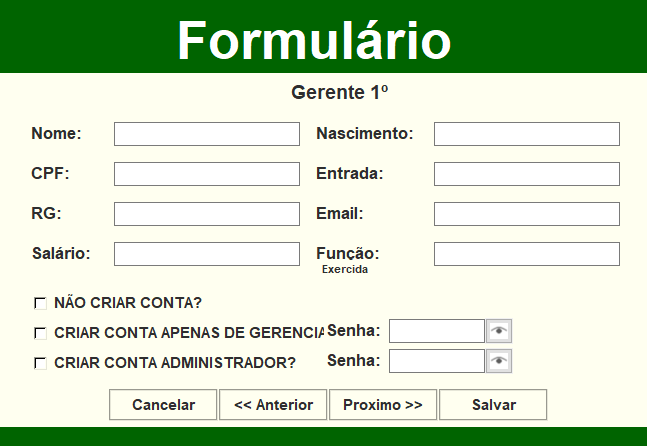 Formulário
Gerente 1º
Nome: Nascimento:
CPF: Entrada:
RG: Email:
Salário: Função:
Exercida
NÃO CRIAR CONTA?
CRIAR CONTA APENAS DE GERENCIA Senha:
CRIAR CONTA ADMINISTRADOR? Senha:
Cancelar << Anterior Proximo >> Salvar